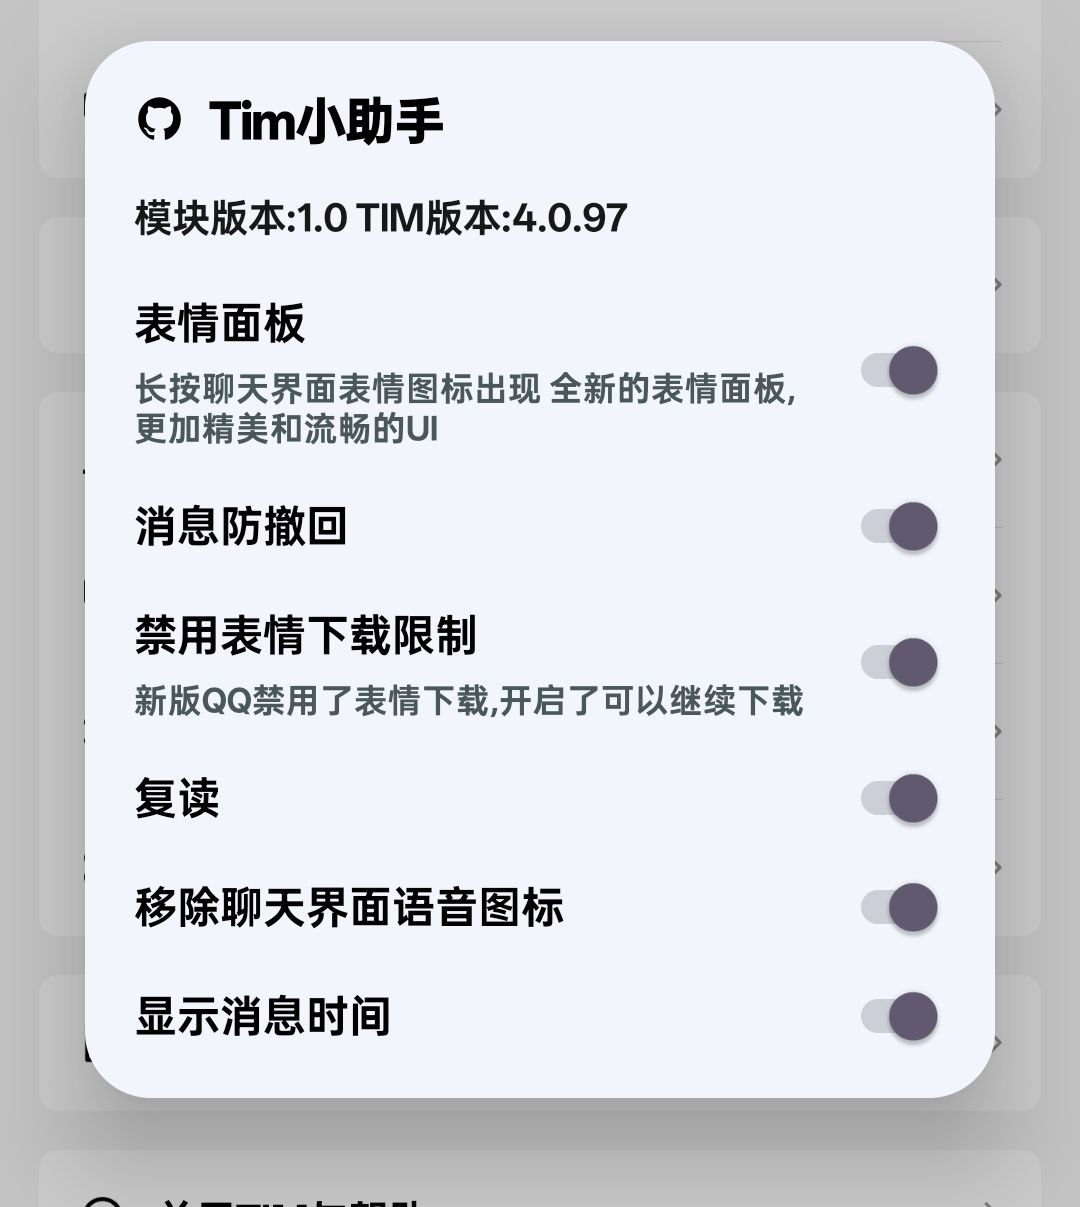 Tim小助手
模块版本:1.0 TIM版本:4.0.97
表情面板
长按聊天界面表情图标出现 全新的表情面板,
更加精美和流畅的UI
消息防撤回
禁用表情下载限制
新版QQ禁用了表情下载,开启了可以继续下载
复读
移除聊天界面语音图标
显示消息时间